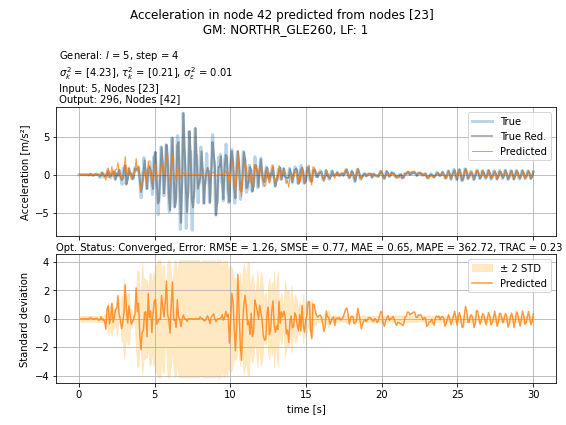 Acceleration in node 42 predicted from nodes [23]
GM: NORTHR_GLE260, LF: 1
General: l = 5, step = 4
σ²ₖ = [4.23], τ²ₖ = [0.21], σ²ₑ = 0.01
Input: 5, Nodes [23]
Output: 296, Nodes [42]
True
True Red.
Predicted
Acceleration [m/s²]
5
0
−5
Opt. Status: Converged, Error: RMSE = 1.26, SMSE = 0.77, MAE = 0.65, MAPE = 362.72, TRAC = 0.23
± 2 STD
Predicted
Standard deviation
4
2
0
−2
−4
0 5 10 15 20 25 30
time [s]